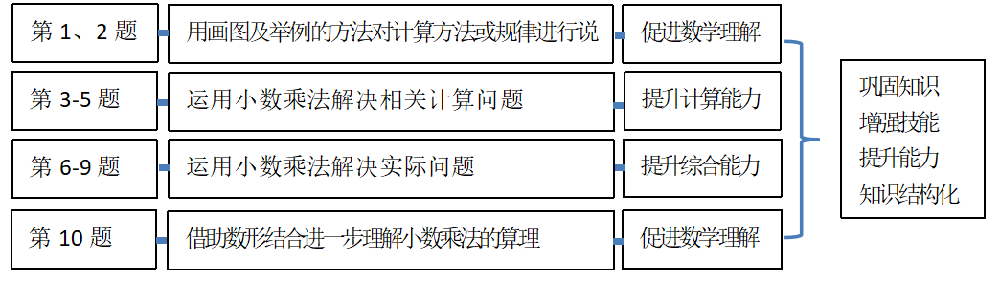 第 1、2 题
用画图及举例的方法对计算方法或规律进行说
促进数学理解
第 3-5 题
运用小数乘法解决相关计算问题
提升计算能力
第 6-9 题
运用小数乘法解决实际问题
提升综合能力
第 10 题
借助数形结合进一步理解小数乘法的算理
促进数学理解
巩固知识
增强技能
提升能力
知识结构化